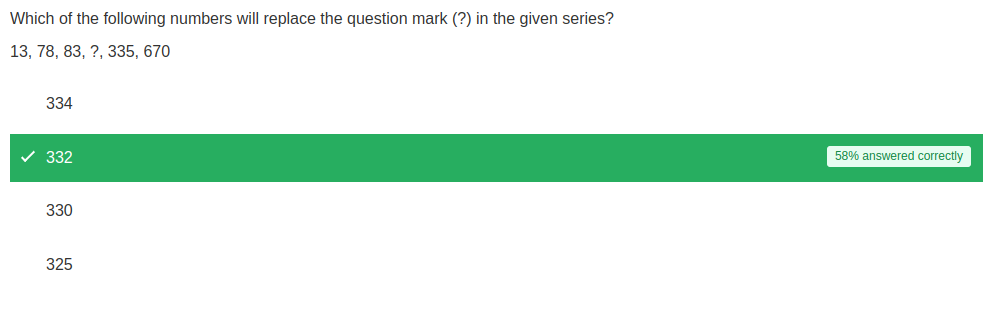 Which of the following numbers will replace the question mark (?) in the given series?
13, 78, 83, ?, 335, 670
334
332
58% answered correctly
330
325